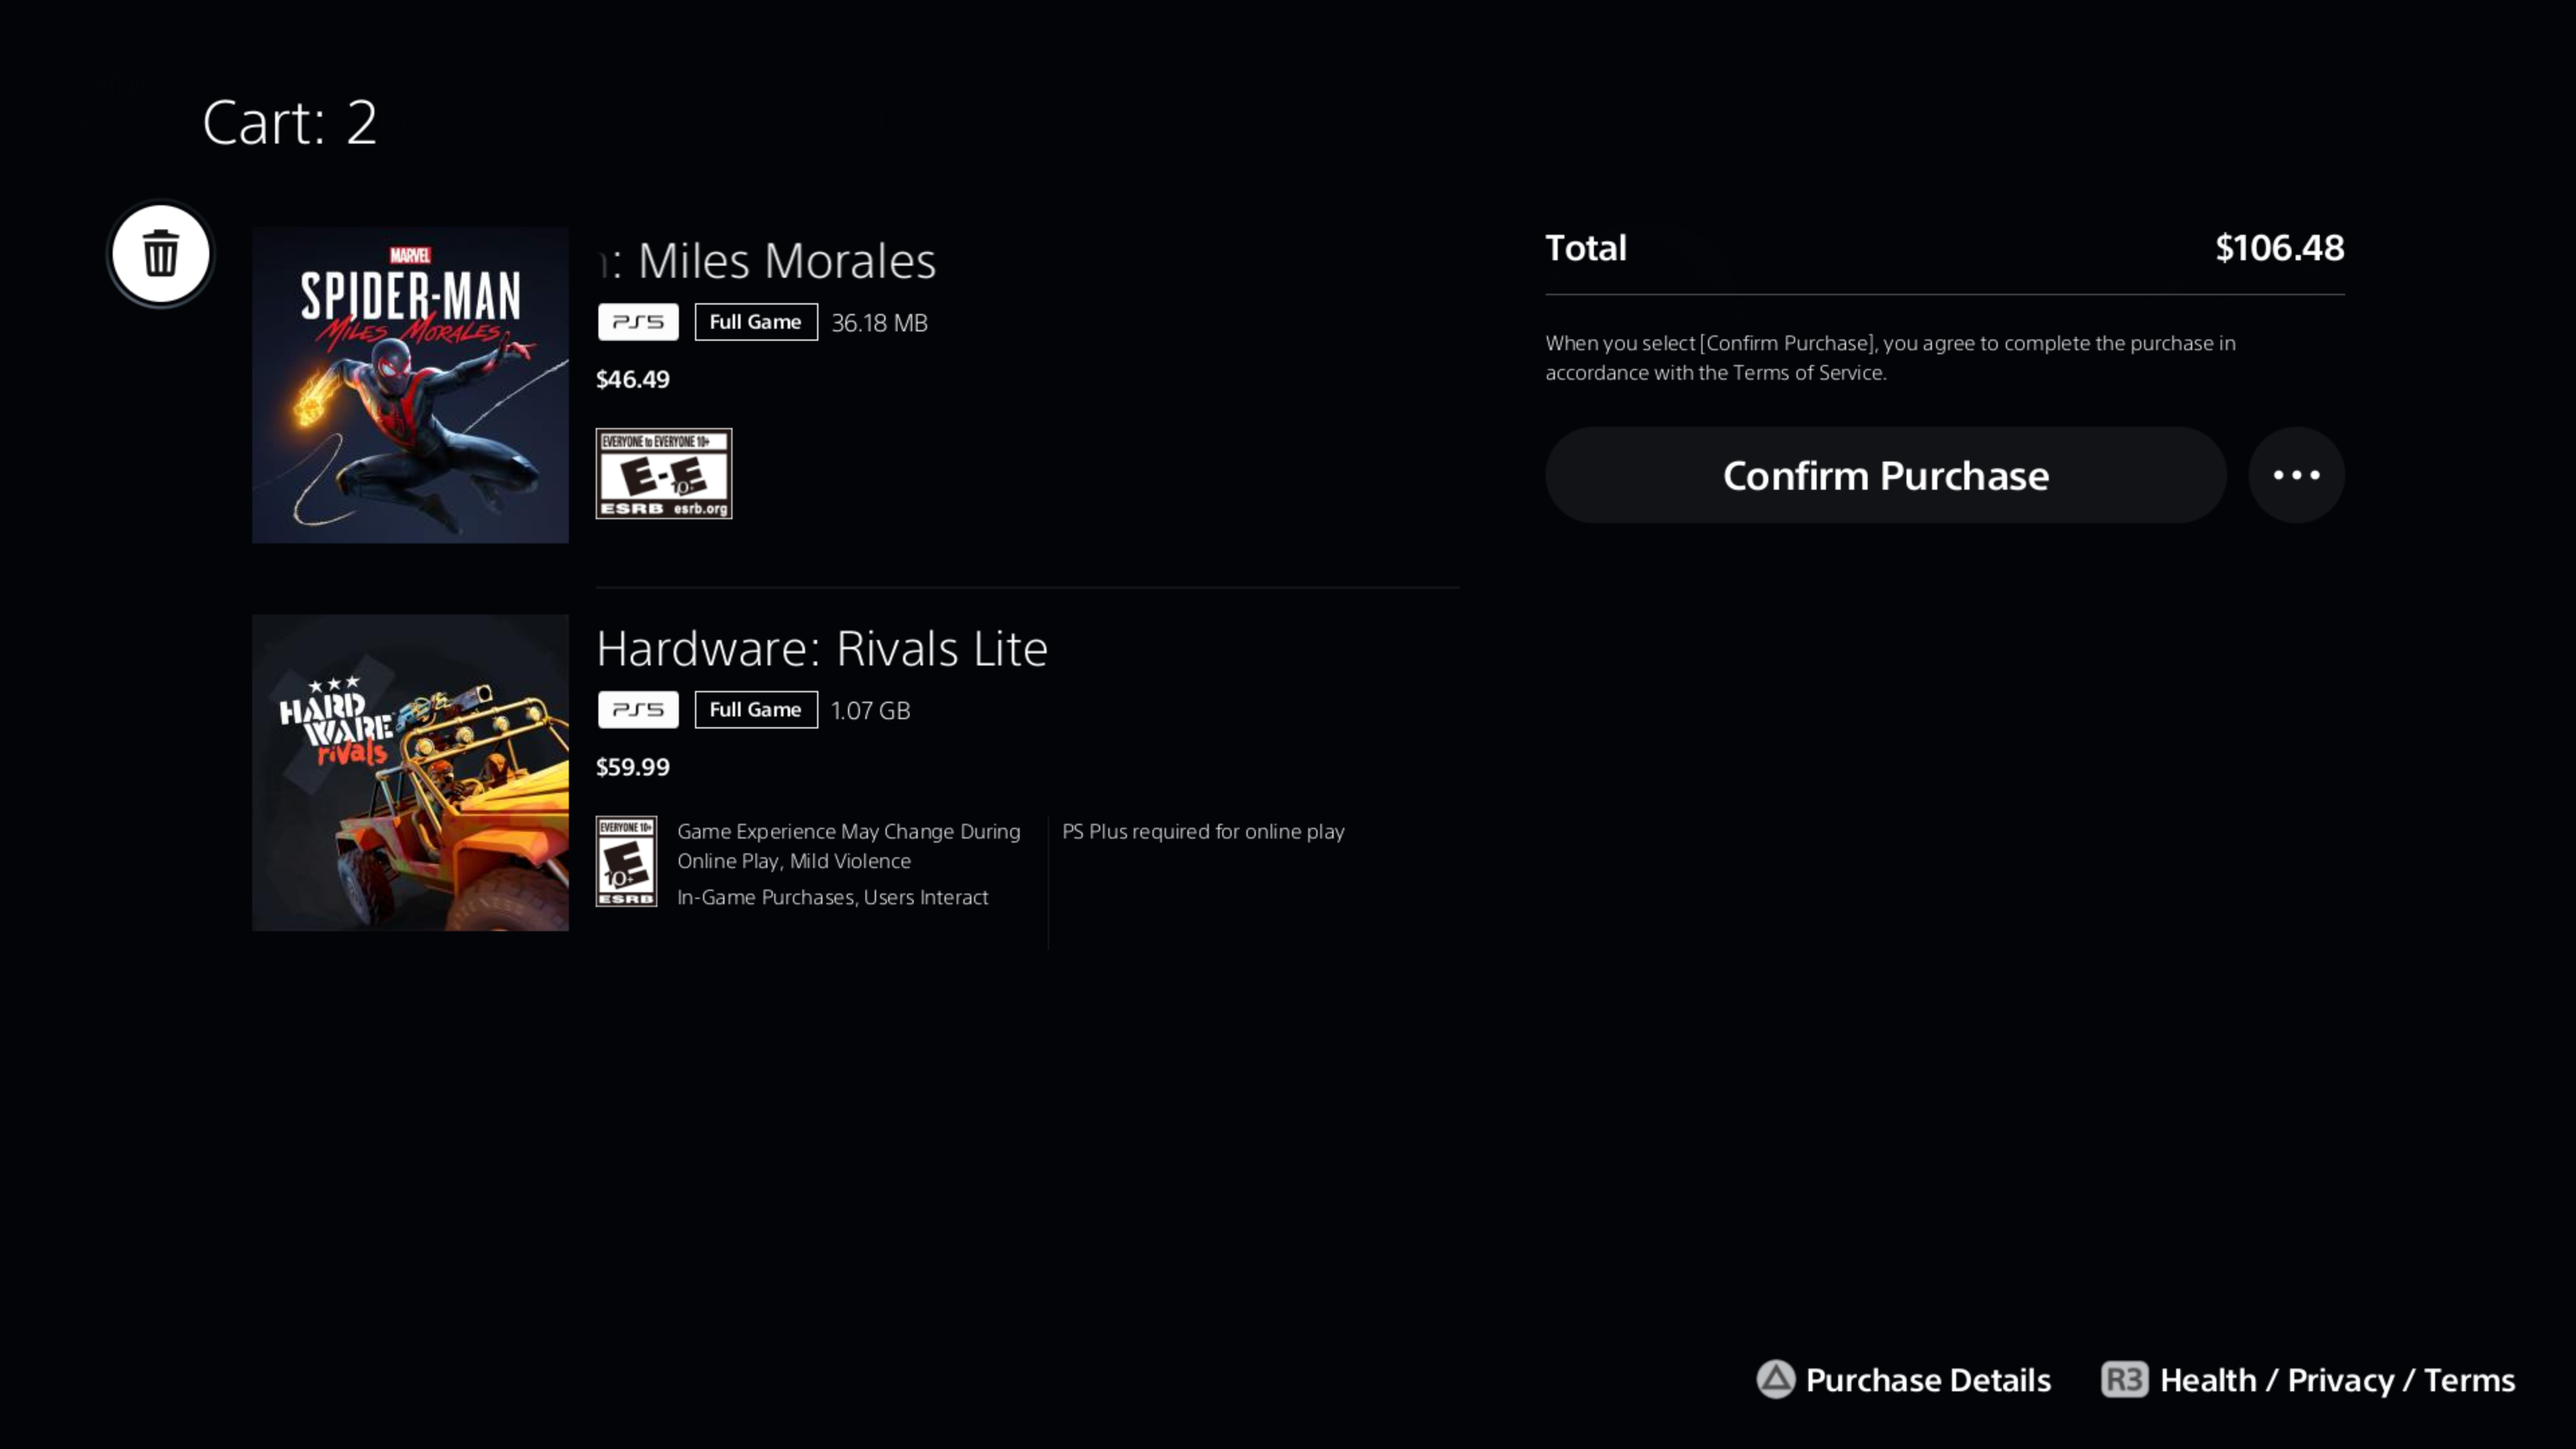 Cart: 2
MARVEL
SPIDER-MAN
MILES MORALES
: Miles Morales
PS5 Full Game 36.18 MB
$46.49
EVERYONE to EVERYONE 10+
E-E
10+
ESRB esrb.org
Hardware: Rivals Lite
HARD
WARE
rivals
PS5 Full Game 1.07 GB
$59.99
EVERYONE 10+
E
10+
ESRB
Game Experience May Change During
Online Play, Mild Violence
In-Game Purchases, Users Interact
PS Plus required for online play
Total $106.48
When you select [Confirm Purchase], you agree to complete the purchase in
accordance with the Terms of Service.
Confirm Purchase
Purchase Details R3 Health / Privacy / Terms